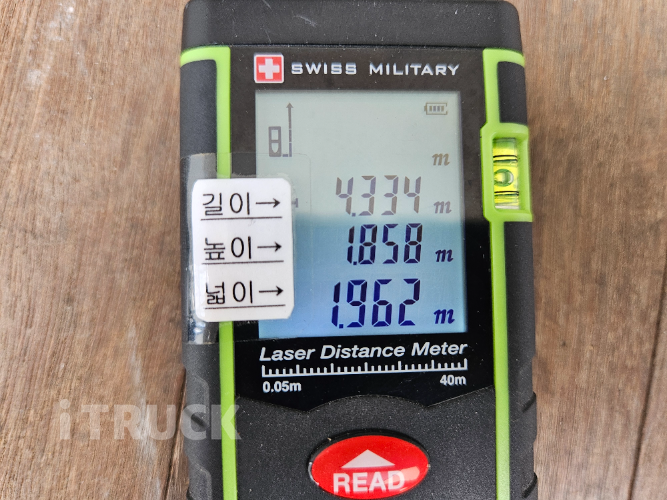 SWISS MILITARY
m
길이→ 4.334 m
높이→ 1.858 m
넓이→ 1.962 m
Laser Distance Meter
0.05m 40m
iTRUCK
READ